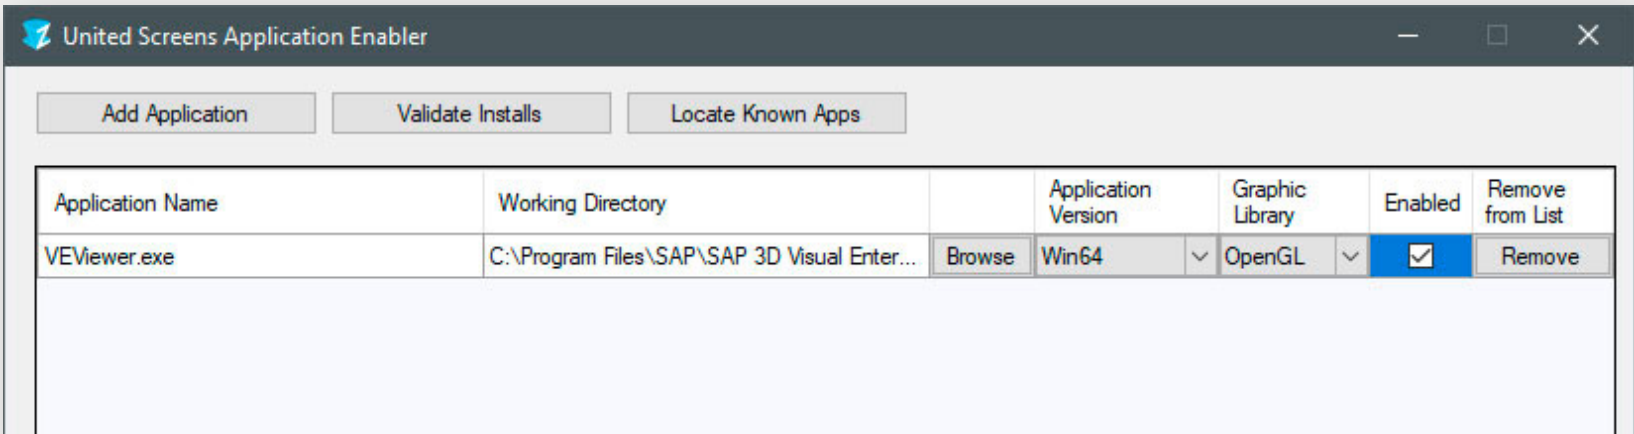 United Screens Application Enabler
Add Application Validate Installs Locate Known Apps
Application Name Working Directory Application Version Graphic Library Enabled Remove from List
VEViewer.exe C:\Program Files\SAP\SAP 3D Visual Enter... Browse Win64 OpenGL Remove